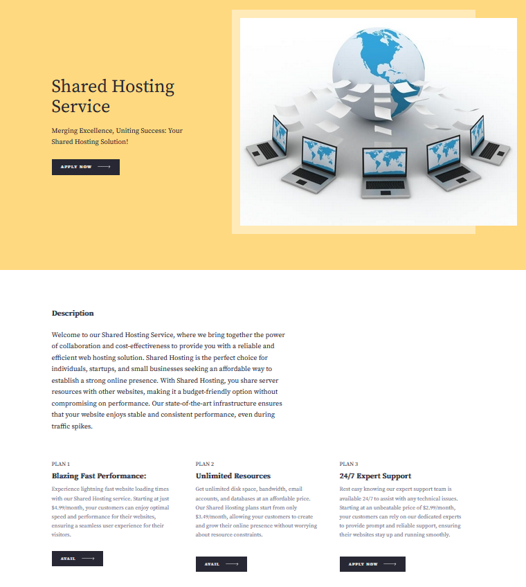 Shared Hosting
Service
Merging Excellence, Uniting Success: Your
Shared Hosting Solution!
APPLY NOW
Description
Welcome to our Shared Hosting Service, where we bring together the power
of collaboration and cost-effectiveness to provide you with a reliable and
efficient web hosting solution. Shared Hosting is the perfect choice for
individuals, startups, and small businesses seeking an affordable way to
establish a strong online presence. With Shared Hosting, you share server
resources with other websites, making it a budget-friendly option without
compromising on performance. Our state-of-the-art infrastructure ensures
that your website enjoys stable and consistent performance, even during
traffic spikes.
PLAN 1
Blazing Fast Performance:
Experience lightning-fast website loading times
with our Shared Hosting service. Starting at just
$4.99/month, your customers can enjoy optimal
speed and performance for their websites,
ensuring a seamless user experience for their
visitors.
AVAIL
PLAN 2
Unlimited Resources
Get unlimited disk space, bandwidth, email
accounts, and databases at an affordable price.
Our Shared Hosting plans start from only
$3.49/month, allowing your customers to create
and grow their online presence without worrying
about resource constraints.
AVAIL
PLAN 3
24/7 Expert Support
Rest easy knowing our expert support team is
available 24/7 to assist with any technical issues.
Starting at an unbeatable price of $2.99/month,
your customers can rely on our dedicated experts
to provide prompt and reliable support, ensuring
their websites stay up and running smoothly.
APPLY NOW